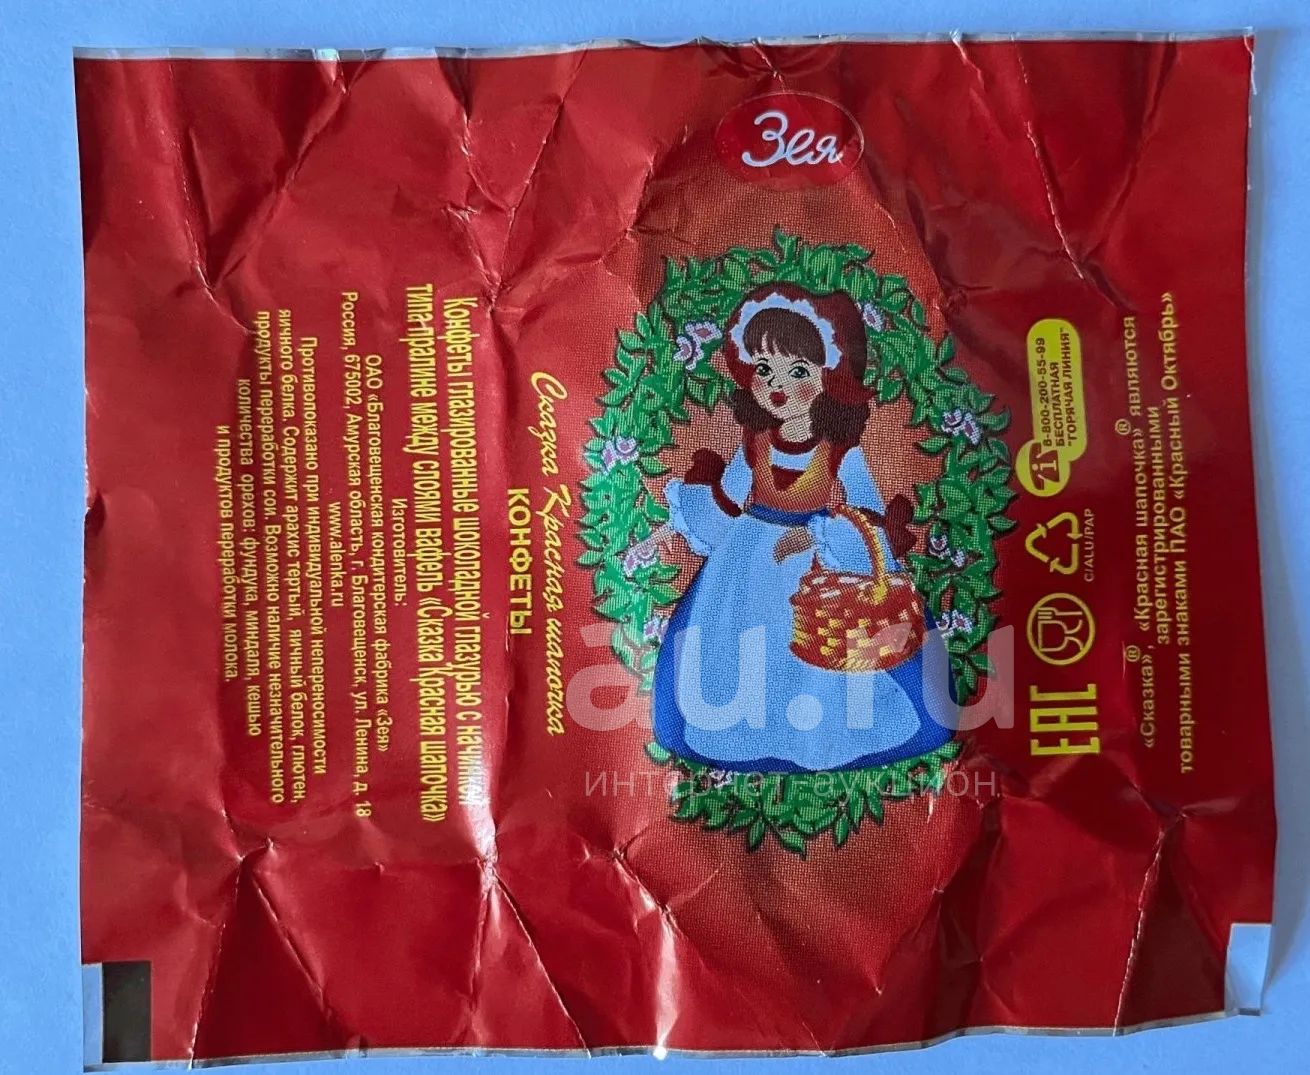 Зея
Сказка Красная шапочка
КОНФЕТЫ
Конфеты глазированные шоколадной глазурью с начинкой
типа пралине между слоями вафель «Сказка Красная шапочка»
Изготовитель:
ОАО «Благовещенская кондитерская фабрика «Зея»
Россия, 675002, Амурская область, г. Благовещенск, ул. Ленина, д. 18
www.alenka.ru
Противопоказано при индивидуальной непереносимости
яичного белка. Содержит арахис тертый, яичный белок, глютен,
продукты переработки сои. Возможно наличие незначительного
количества орехов: фундука, миндаля, кешью
и продуктов переработки молока.
8-800-200-55-99
БЕСПЛАТНАЯ
"ГОРЯЧАЯ ЛИНИЯ"
C/ALU/PAP
EAC
«Сказка»®, «Красная шапочка»® являются
зарегистрированными
товарными знаками ПАО «Красный Октябрь»
au.ru
интернет-аукцион